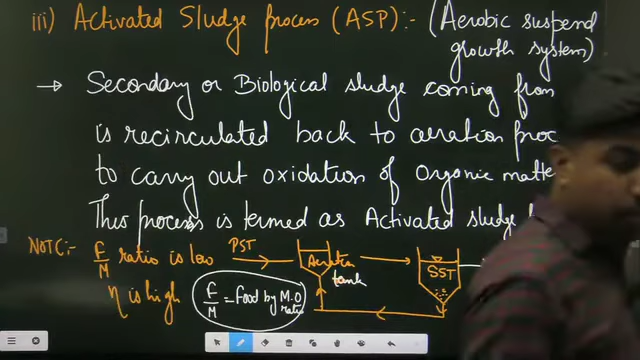 iii) Activated Sludge process (ASP):- (Aerobic suspend
growth system)
→ Secondary or Biological sludge coming from
is recirculated back to aeration proc
to carry out oxidation of Organic matte
This process is termed as Activated sludge
NOTE:- F/M ratio is low
η is high
F/M = food by M.O ratio
PST
Aeration
tank
SST